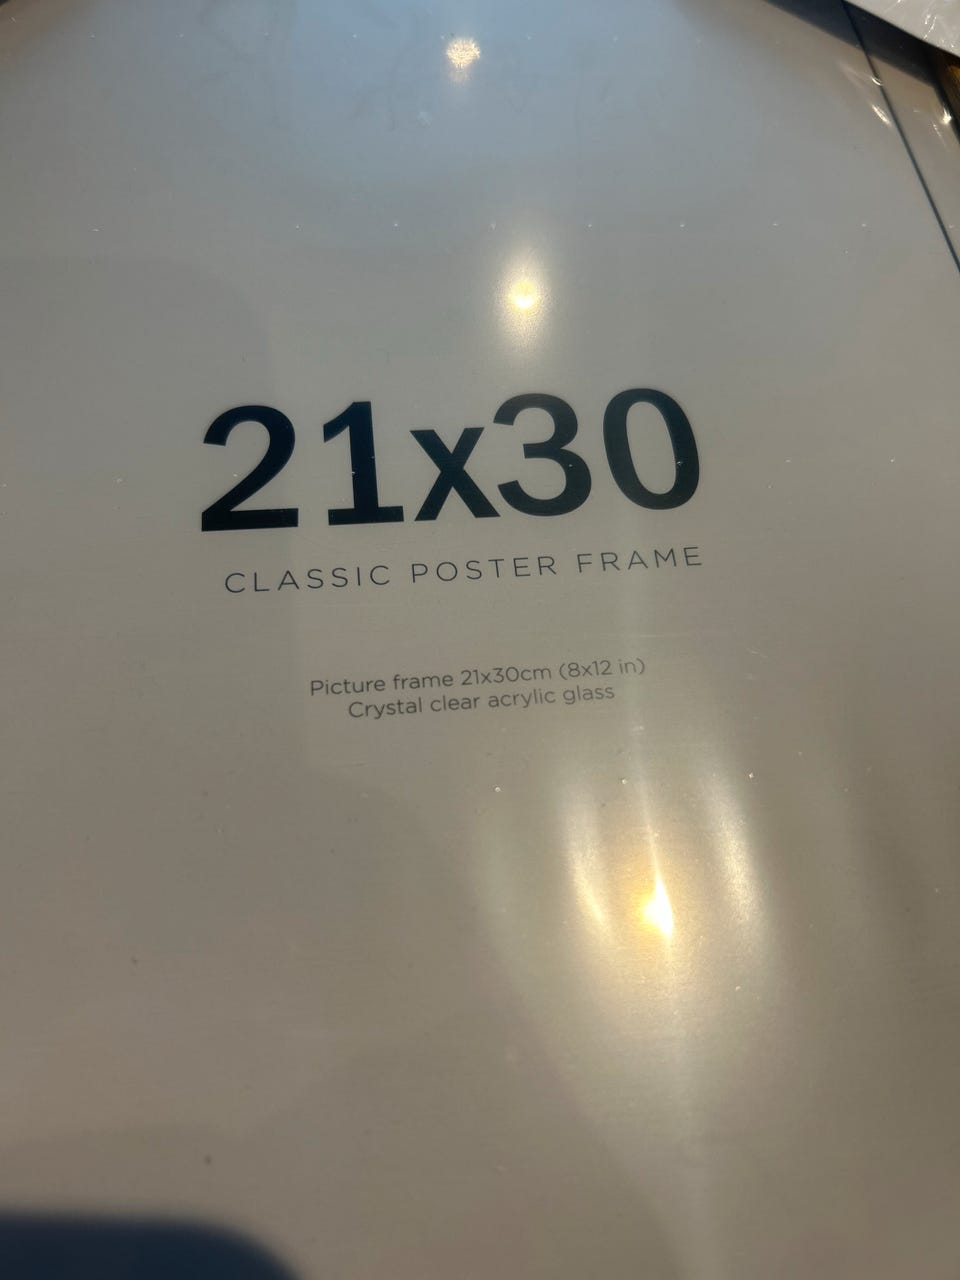 21x30
CLASSIC POSTER FRAME
Picture frame 21x30cm (8x12 in)
Crystal clear acrylic glass